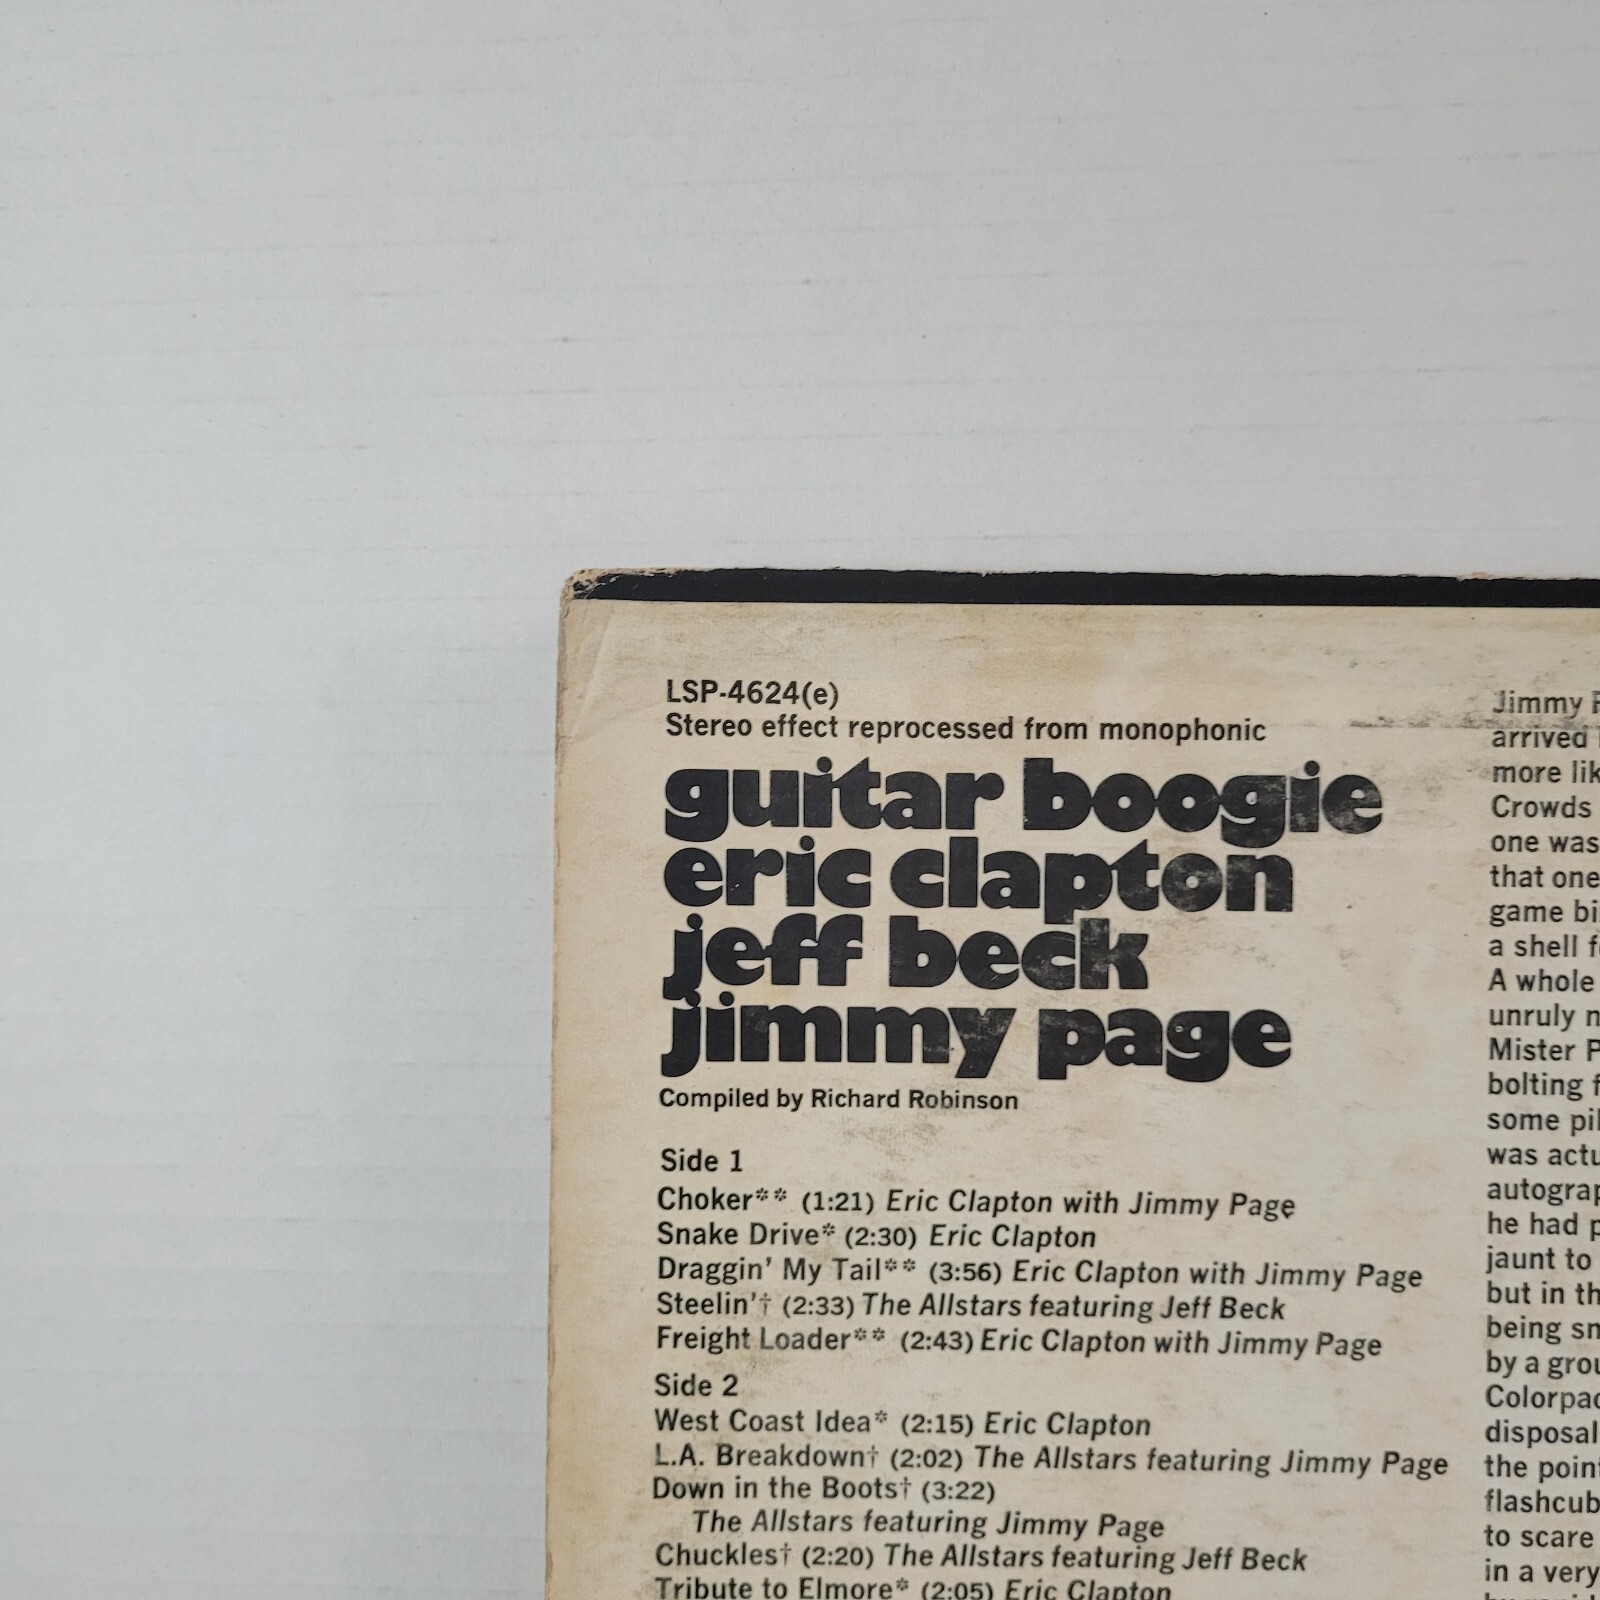 LSP-4624(e)
Stereo effect reprocessed from monophonic
guitar boogie
eric clapton
jeff beck
jimmy page
Compiled by Richard Robinson
Side 1
Choker** (1:21) Eric Clapton with Jimmy Page
Snake Drive* (2:30) Eric Clapton
Draggin' My Tail** (3:56) Eric Clapton with Jimmy Page
Steelin'† (2:33) The Allstars featuring Jeff Beck
Freight Loader** (2:43) Eric Clapton with Jimmy Page
Side 2
West Coast Idea* (2:15) Eric Clapton
L.A. Breakdown† (2:02) The Allstars featuring Jimmy Page
Down in the Boots† (3:22)
The Allstars featuring Jimmy Page
Chuckles† (2:20) The Allstars featuring Jeff Beck
Tribute to Elmore* (2:05) Eric Clapton
Jimmy
arrived
more
Crowds
one was
that one
game
a shell
A whole
unruly
Mister
bolting
some
was
he had
jaunt to
but in
being
by a
the
to scare
in a very